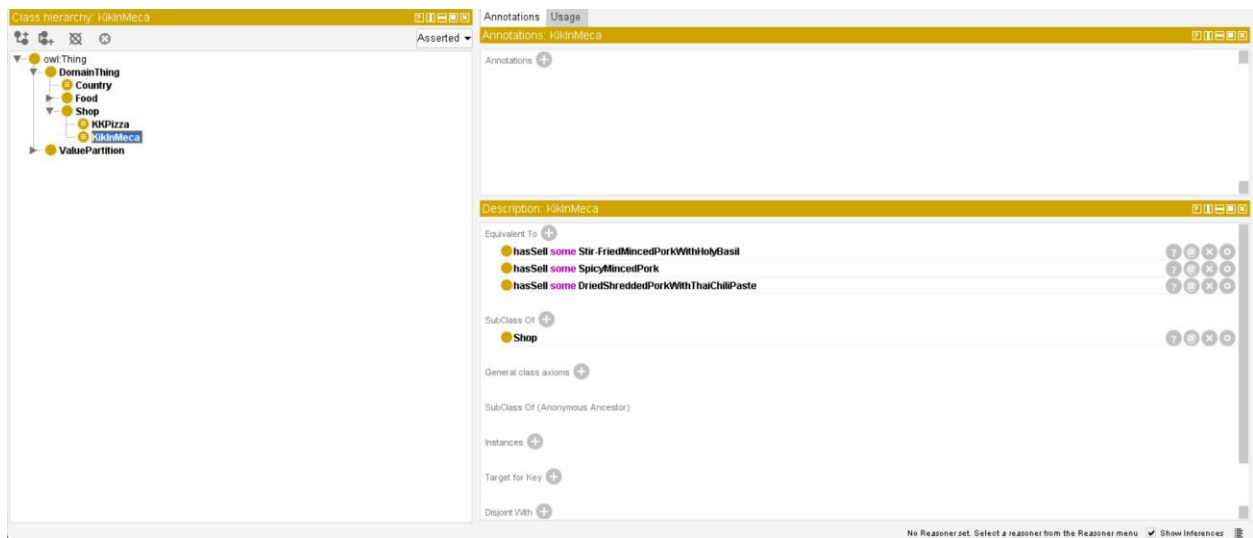 Class hierarchy: KikInMeca
Asserted
owl:Thing
DomainThing
Country
Food
Shop
KKPizza
KikInMeca
ValuePartition
Annotations Usage
Annotations: KikInMeca
Annotations
Description: KikInMeca
Equivalent To
hasSell some Stir-FriedMincedPorkWithHolyBasil
hasSell some SpicyMincedPork
hasSell some DriedShreddedPorkWithThaiChiliPaste
SubClass Of
Shop
General class axioms
SubClass Of (Anonymous Ancestor)
Instances
Target for Key
Disjoint With
No Reasoner set. Select a reasoner from the Reasoner menu Show Inferences